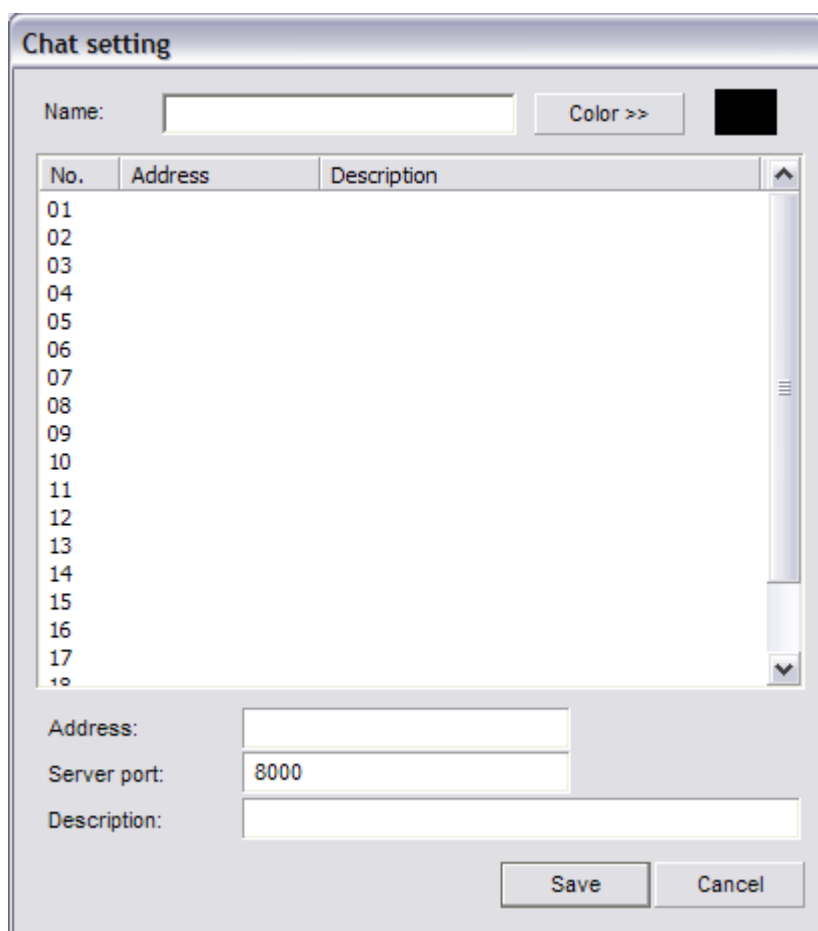 Chat setting
Name: Color >>
No. Address Description
01
02
03
04
05
06
07
08
09
10
11
12
13
14
15
16
17
18
Address:
Server port: 8000
Description:
Save Cancel